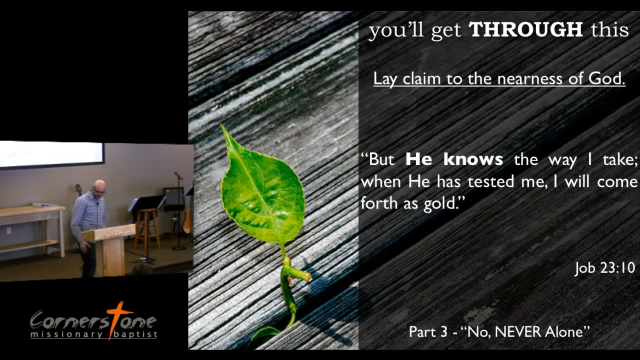 you'll get THROUGH this
Lay claim to the nearness of God.
“But He knows the way I take;
when He has tested me, I will come
forth as gold.”
Job 23:10
Part 3 - “No, NEVER Alone”
Cornerstone
missionary baptist